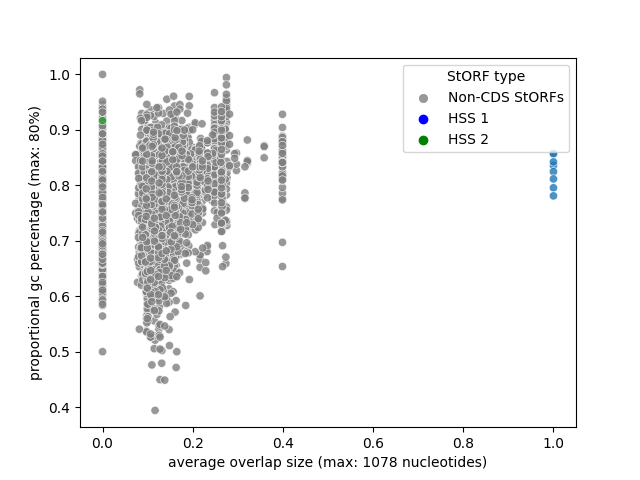 StORF type
Non-CDS StORFs
HSS 1
HSS 2
1.0
0.9
0.8
0.7
0.6
0.5
0.4
proportional gc percentage (max: 80%)
0.0 0.2 0.4 0.6 0.8 1.0
average overlap size (max: 1078 nucleotides)